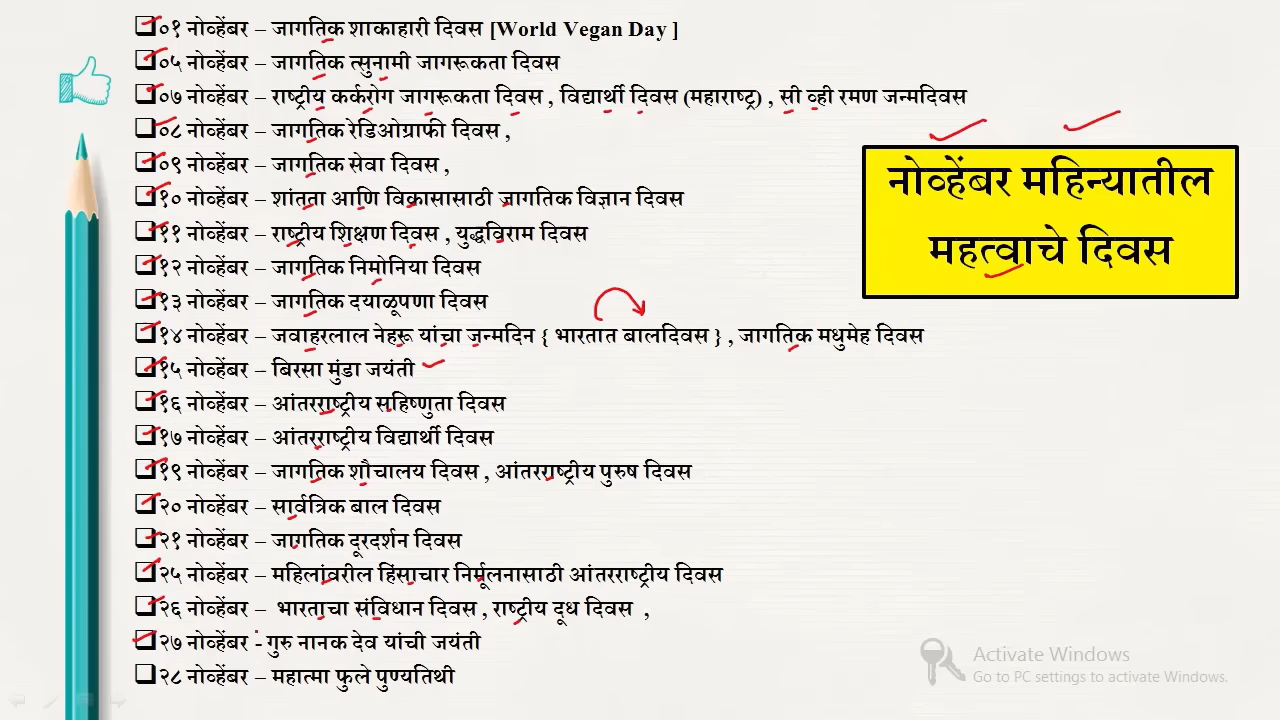 ०१ नोव्हेंबर – जागतिक शाकाहारी दिवस [World Vegan Day ]
०५ नोव्हेंबर – जागतिक त्सुनामी जागरूकता दिवस
०७ नोव्हेंबर – राष्ट्रीय कर्करोग जागरूकता दिवस , विद्यार्थी दिवस (महाराष्ट्र) , सी व्ही रमण जन्मदिवस
०८ नोव्हेंबर – जागतिक रेडिओग्राफी दिवस ,
०९ नोव्हेंबर – जागतिक सेवा दिवस ,
१० नोव्हेंबर – शांतता आणि विकासासाठी जागतिक विज्ञान दिवस
११ नोव्हेंबर – राष्ट्रीय शिक्षण दिवस , युद्धविराम दिवस
१२ नोव्हेंबर – जागतिक निमोनिया दिवस
१३ नोव्हेंबर – जागतिक दयाळूपणा दिवस
१४ नोव्हेंबर – जवाहरलाल नेहरू यांचा जन्मदिन { भारतात बालदिवस } , जागतिक मधुमेह दिवस
१५ नोव्हेंबर – बिरसा मुंडा जयंती
१६ नोव्हेंबर – आंतरराष्ट्रीय सहिष्णुता दिवस
१७ नोव्हेंबर – आंतरराष्ट्रीय विद्यार्थी दिवस
१९ नोव्हेंबर – जागतिक शौचालय दिवस , आंतरराष्ट्रीय पुरुष दिवस
२० नोव्हेंबर – सार्वत्रिक बाल दिवस
२१ नोव्हेंबर – जागतिक दूरदर्शन दिवस
२५ नोव्हेंबर – महिलांवरील हिंसाचार निर्मूलनासाठी आंतरराष्ट्रीय दिवस
२६ नोव्हेंबर – भारताचा संविधान दिवस , राष्ट्रीय दूध दिवस ,
२७ नोव्हेंबर - गुरु नानक देव यांची जयंती
२८ नोव्हेंबर – महात्मा फुले पुण्यतिथी
नोव्हेंबर महिन्यातील
महत्वाचे दिवस
Activate Windows
Go to PC settings to activate Windows.